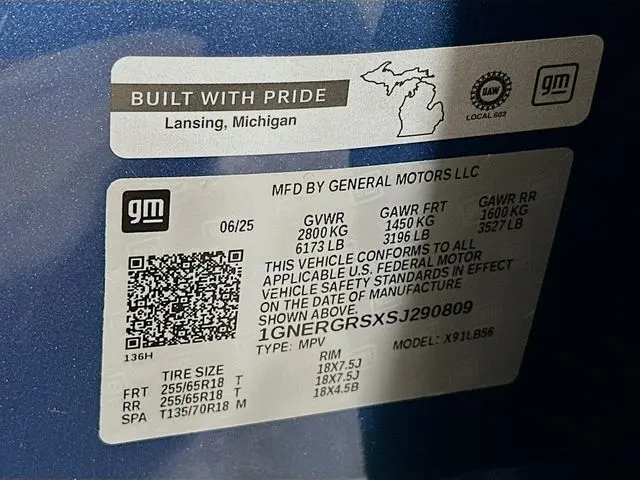 BUILT WITH PRIDE
Lansing, Michigan
UAW
LOCAL 602
gm
gm
MFD BY GENERAL MOTORS LLC
06/25
GVWR GAWR FRT GAWR RR
2800 KG 1450 KG 1600 KG
6173 LB 3196 LB 3527 LB
THIS VEHICLE CONFORMS TO ALL
APPLICABLE U.S. FEDERAL MOTOR
VEHICLE SAFETY STANDARDS IN EFFECT
ON THE DATE OF MANUFACTURE
SHOWN ABOVE.
1GNERGRSXSJ290809
TYPE: MPV MODEL: X91LB56
136H
TIRE SIZE RIM
FRT 255/65R18 T 18X7.5J
RR 255/65R18 T 18X7.5J
SPA T135/70R18 M 18X4.5B